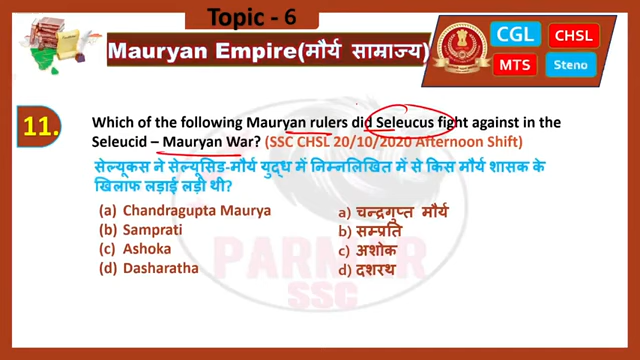 Topic - 6
Mauryan Empire(मौर्य साम्राज्य)
CGL
CHSL
MTS
Steno
11.
Which of the following Mauryan rulers did Seleucus fight against in the
Seleucid – Mauryan War? (SSC CHSL 20/10/2020 Afternoon Shift)
सेल्यूकस ने सेल्यूसिड-मौर्य युद्ध में निम्नलिखित में से किस मौर्य शासक के
खिलाफ लड़ाई लड़ी थी?
(a) Chandragupta Maurya
(b) Samprati
(c) Ashoka
(d) Dasharatha
a) चन्द्रगुप्त मौर्य
b) सम्प्रति
c) अशोक
d) दशरथ
PARMAR
SSC